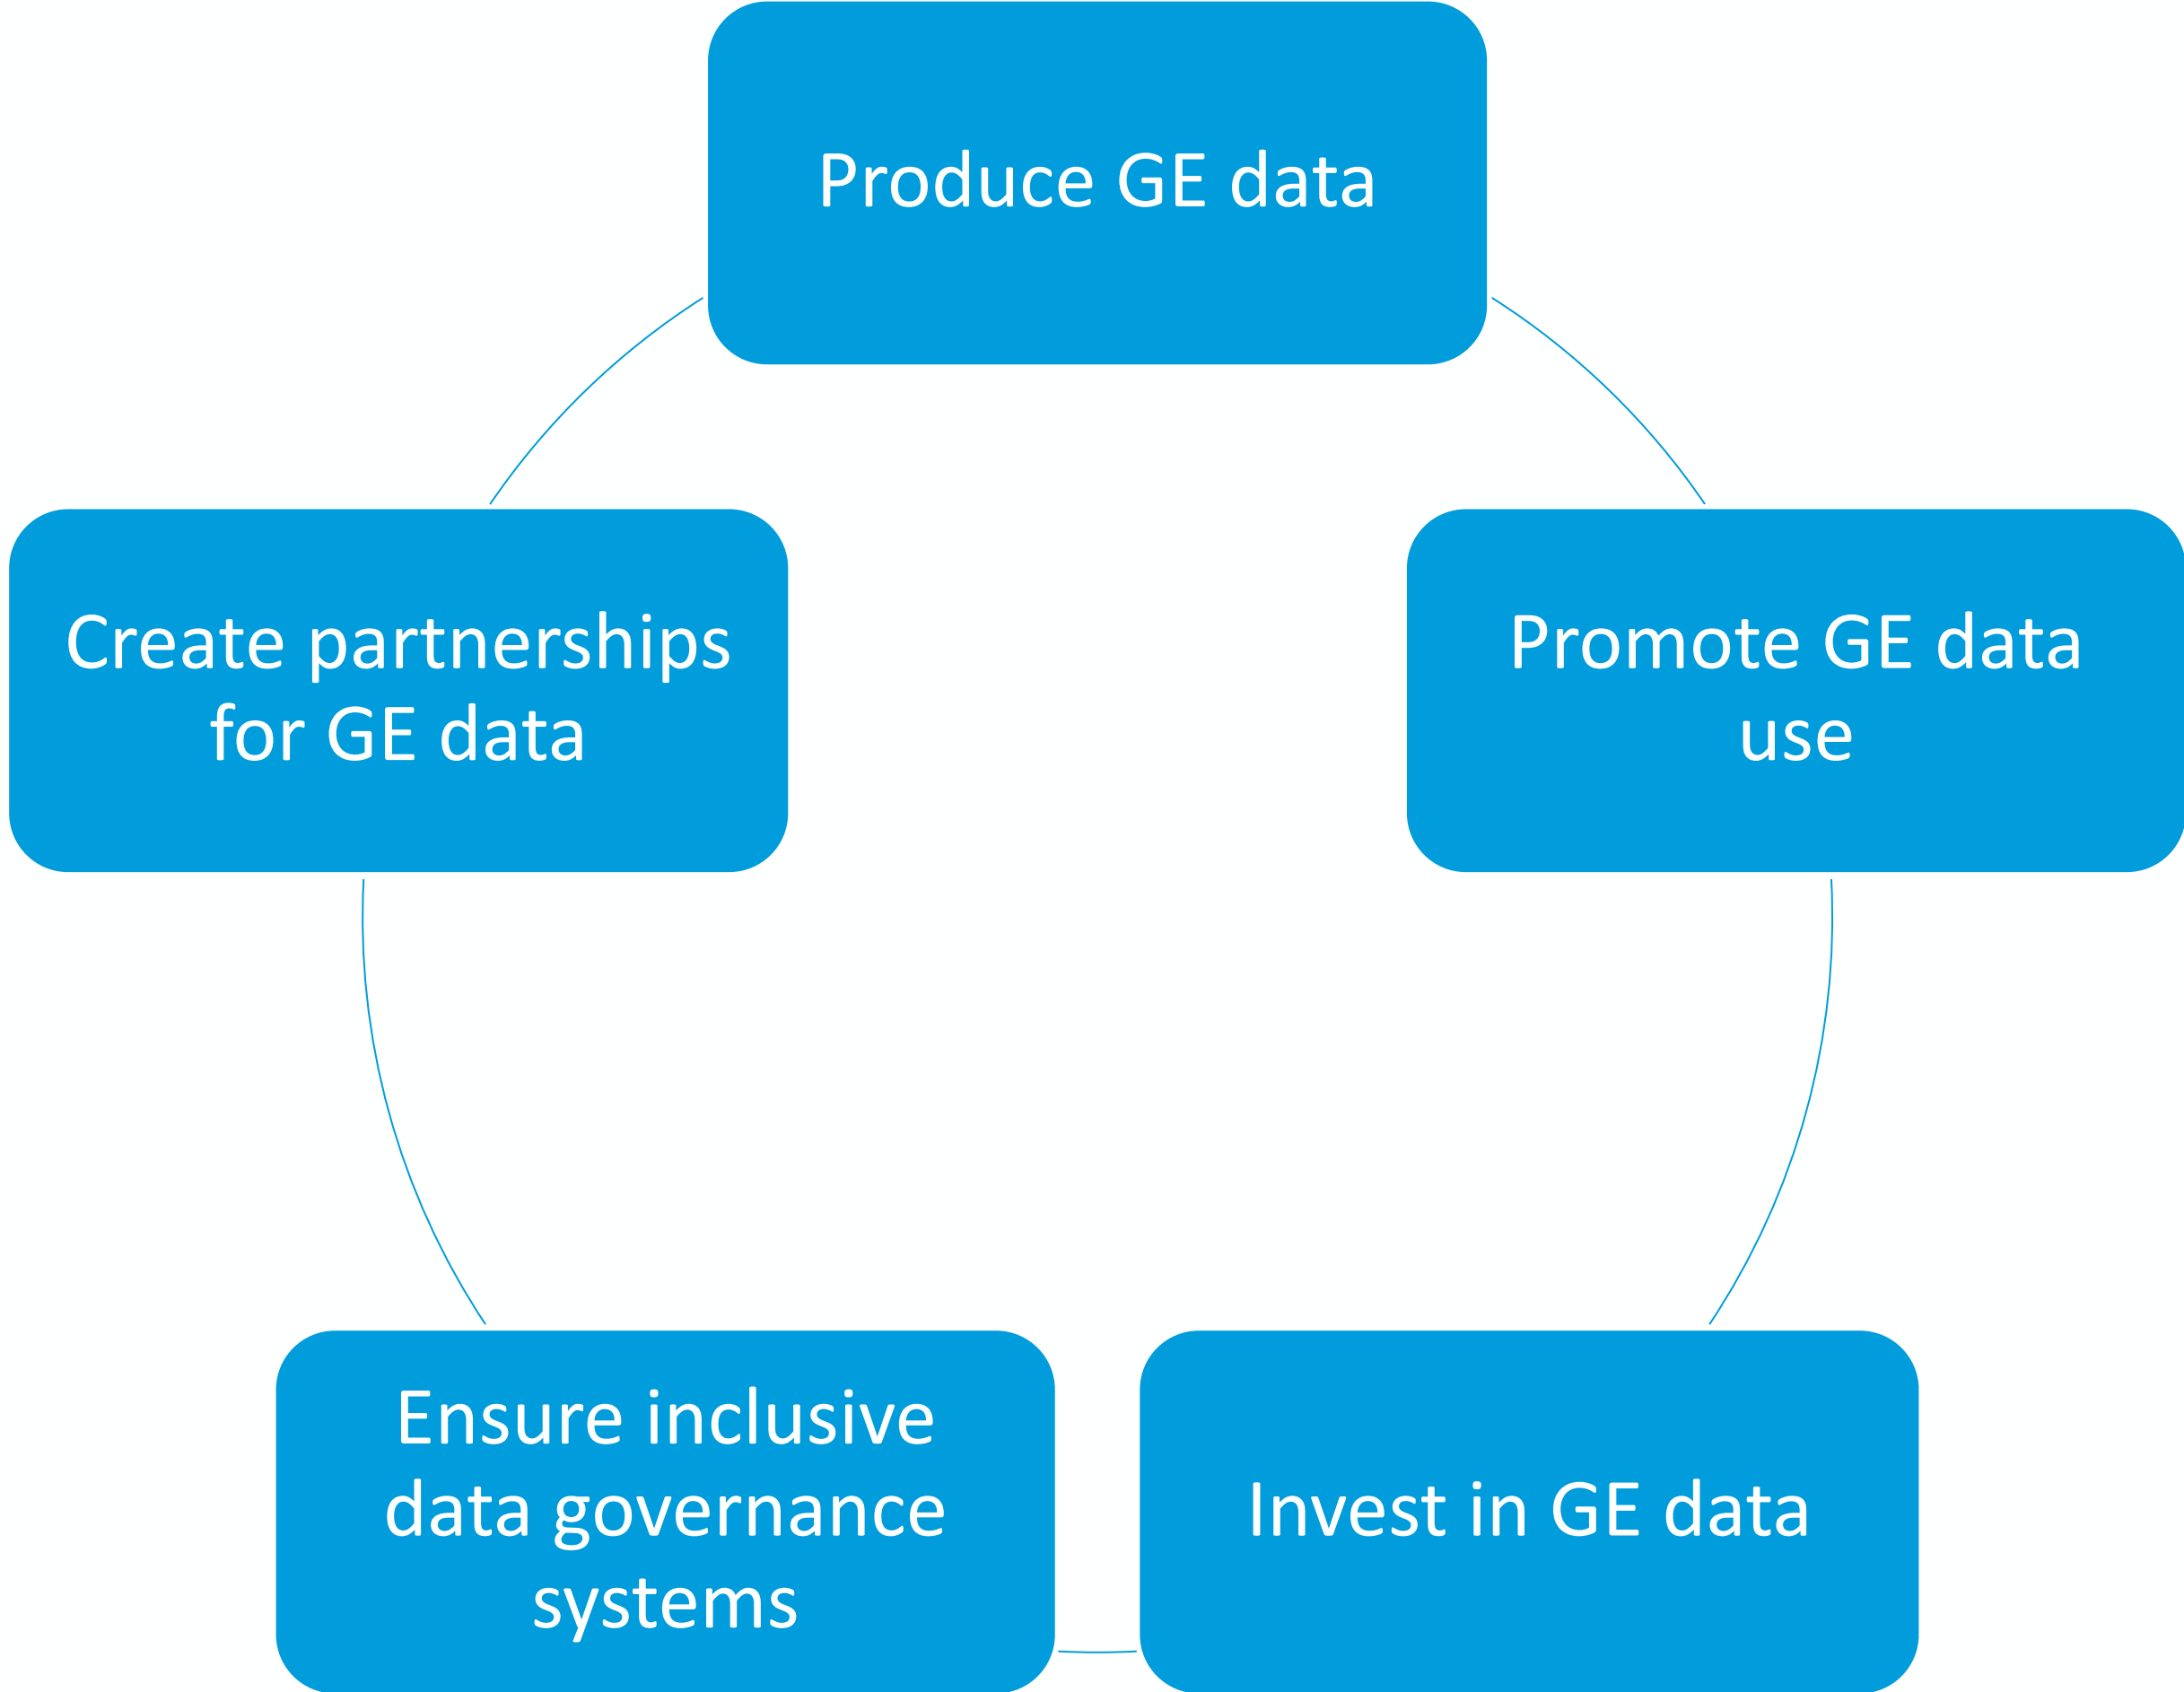 Produce GE data
Promote GE data
use
Invest in GE data
Ensure inclusive
data governance
systems
Create partnerships
for GE data